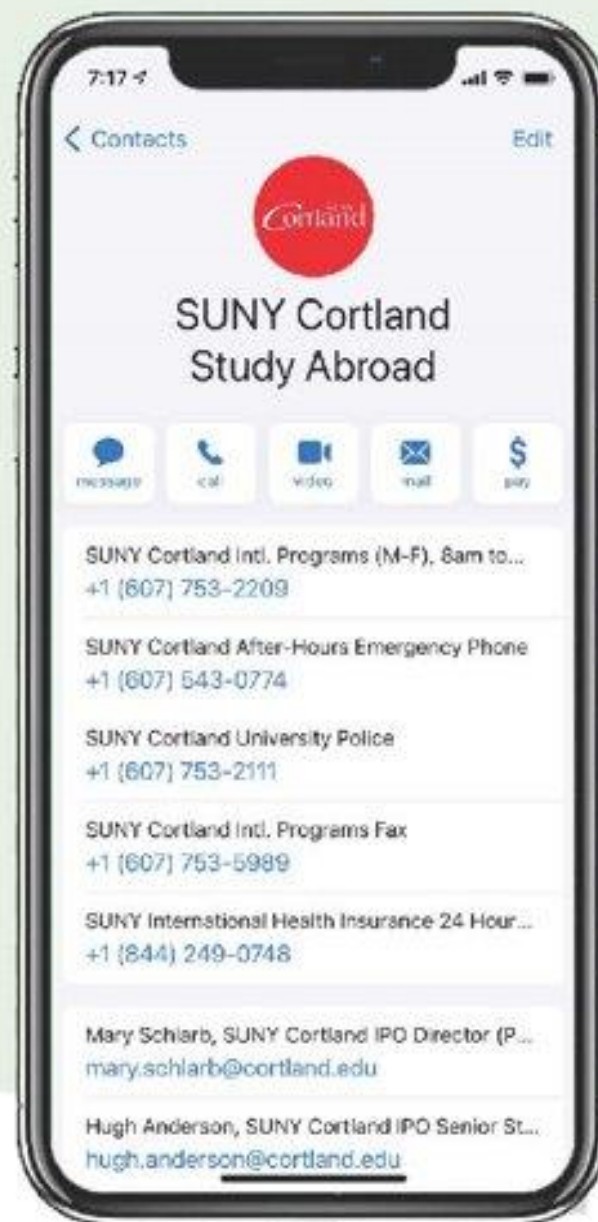 7:17
Contacts
Edit
Cortland
SUNY Cortland
Study Abroad
message
call
video
mail
pay
SUNY Cortland Intl. Programs (M-F), 8am to...
+1 (607) 753-2209
SUNY Cortland After-Hours Emergency Phone
+1 (607) 543-0774
SUNY Cortland University Police
+1 (607) 753-2111
SUNY Cortland Intl. Programs Fax
+1 (607) 753-5989
SUNY International Health Insurance 24 Hour...
+1 (844) 249-0748
Mary Schlarb, SUNY Cortland IPO Director (P...
mary.schlarb@cortland.edu
Hugh Anderson, SUNY Cortland IPO Senior St...
hugh.anderson@cortland.edu